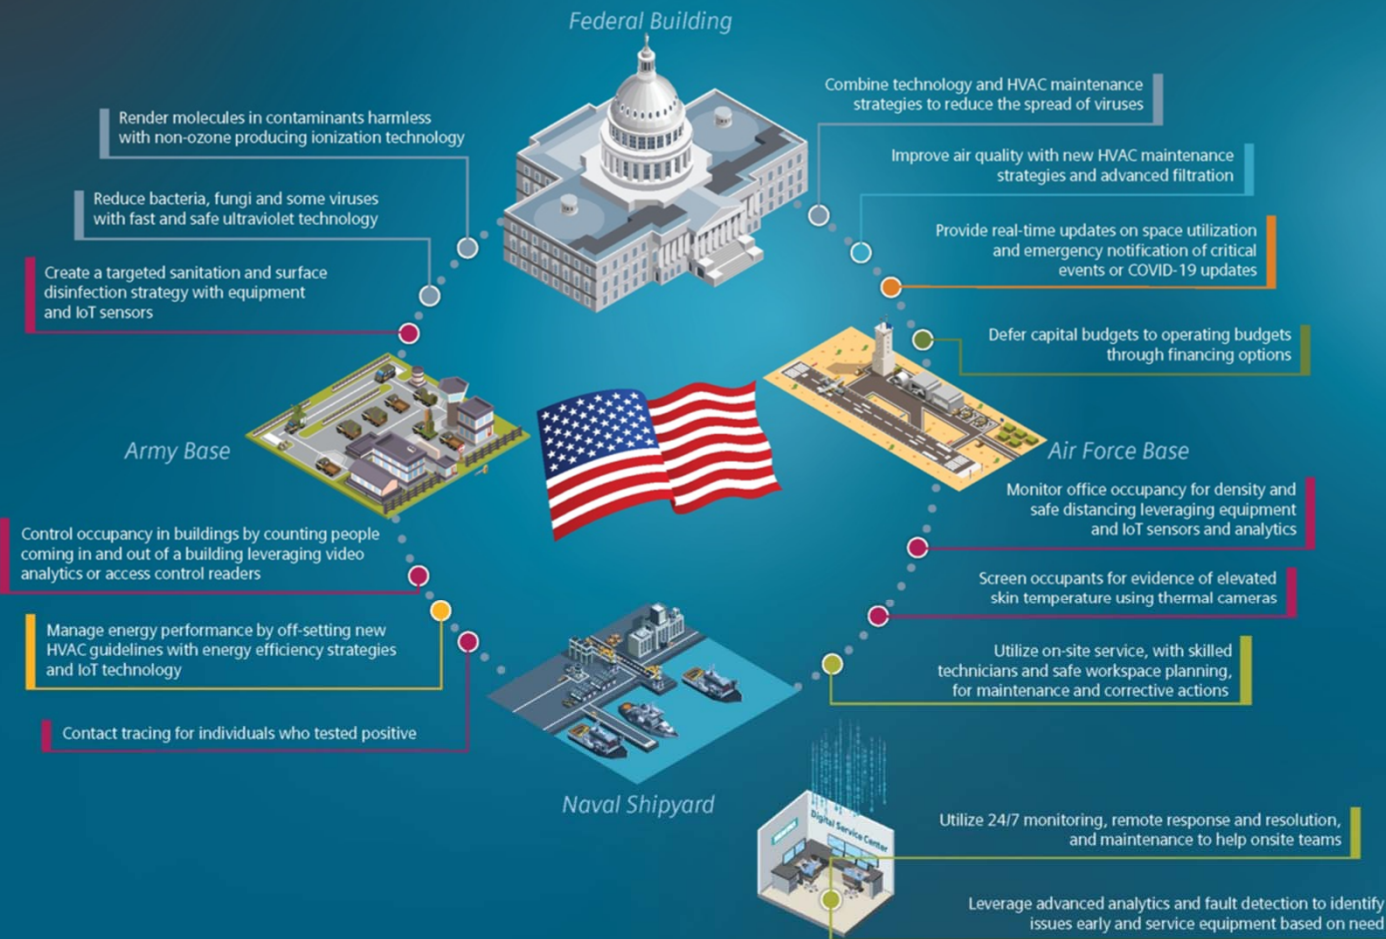 Federal Building
Combine technology and HVAC maintenance
strategies to reduce the spread of viruses
Render molecules in contaminants harmless
with non-ozone producing ionization technology
Improve air quality with new HVAC maintenance
strategies and advanced filtration
Reduce bacteria, fungi and some viruses
with fast and safe ultraviolet technology
Provide real-time updates on space utilization
and emergency notification of critical
events or COVID-19 updates
Create a targeted sanitation and surface
disinfection strategy with equipment
and IoT sensors
Defer capital budgets to operating budgets
through financing options
Army Base
Air Force Base
Monitor office occupancy for density and
safe distancing leveraging equipment
and IoT sensors and analytics
Control occupancy in buildings by counting people
coming in and out of a building leveraging video
analytics or access control readers
Screen occupants for evidence of elevated
skin temperature using thermal cameras
Manage energy performance by off-setting new
HVAC guidelines with energy efficiency strategies
and IoT technology
Utilize on-site service, with skilled
technicians and safe workspace planning,
for maintenance and corrective actions
Contact tracing for individuals who tested positive
Naval Shipyard
Digital Service Center
Utilize 24/7 monitoring, remote response and resolution,
and maintenance to help onsite teams
Leverage advanced analytics and fault detection to identify
issues early and service equipment based on need